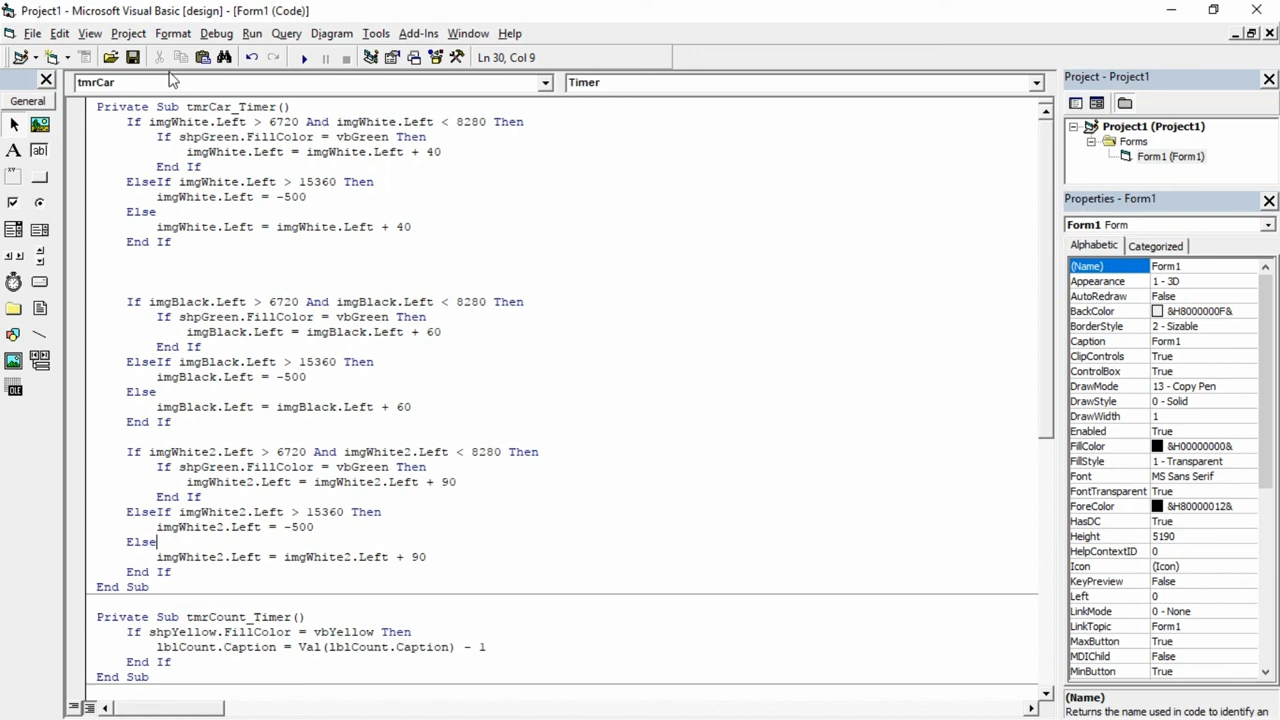 Project1 - Microsoft Visual Basic [design] - [Form1 (Code)]
File Edit View Project Format Debug Run Query Diagram Tools Add-Ins Window Help
Ln 30, Col 9
General
tmrCar
Timer
Private Sub tmrCar_Timer()
If imgWhite.Left > 6720 And imgWhite.Left < 8280 Then
If shpGreen.FillColor = vbGreen Then
imgWhite.Left = imgWhite.Left + 40
End If
ElseIf imgWhite.Left > 15360 Then
imgWhite.Left = -500
Else
imgWhite.Left = imgWhite.Left + 40
End If
If imgBlack.Left > 6720 And imgBlack.Left < 8280 Then
If shpGreen.FillColor = vbGreen Then
imgBlack.Left = imgBlack.Left + 60
End If
ElseIf imgBlack.Left > 15360 Then
imgBlack.Left = -500
Else
imgBlack.Left = imgBlack.Left + 60
End If
If imgWhite2.Left > 6720 And imgWhite2.Left < 8280 Then
If shpGreen.FillColor = vbGreen Then
imgWhite2.Left = imgWhite2.Left + 90
End If
ElseIf imgWhite2.Left > 15360 Then
imgWhite2.Left = -500
Else
imgWhite2.Left = imgWhite2.Left + 90
End If
End Sub
Private Sub tmrCount_Timer()
If shpYellow.FillColor = vbYellow Then
lblCount.Caption = Val(lblCount.Caption) - 1
End If
End Sub
Project - Project1
Project1 (Project1)
Forms
Form1 (Form1)
Properties - Form1
Form1 Form
Alphabetic Categorized
(Name) Form1
Appearance 1 - 3D
AutoRedraw False
BackColor &H8000000F&
BorderStyle 2 - Sizable
Caption Form1
ClipControls True
ControlBox True
DrawMode 13 - Copy Pen
DrawStyle 0 - Solid
DrawWidth 1
Enabled True
FillColor &H00000000&
FillStyle 1 - Transparent
Font MS Sans Serif
FontTransparent True
ForeColor &H80000012&
HasDC True
Height 5190
HelpContextID 0
Icon (Icon)
KeyPreview False
Left 0
LinkMode 0 - None
LinkTopic Form1
MaxButton True
MDIChild False
MinButton True
(Name)
Returns the name used in code to identify an